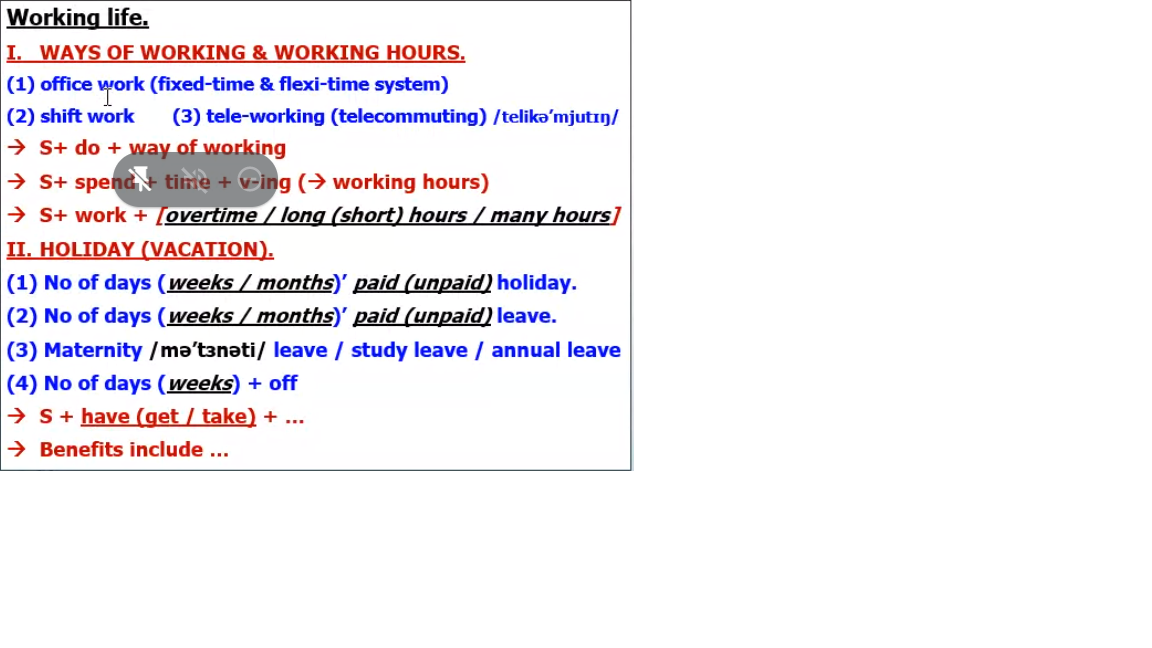 Working life.
I. WAYS OF WORKING & WORKING HOURS.
(1) office work (fixed-time & flexi-time system)
(2) shift work (3) tele-working (telecommuting) /telikə′mjutɪŋ/
→ S+ do + way of working
→ S+ spend + time + v-ing (→ working hours)
→ S+ work + [overtime / long (short) hours / many hours]
II. HOLIDAY (VACATION).
(1) No of days (weeks / months)′ paid (unpaid) holiday.
(2) No of days (weeks / months)′ paid (unpaid) leave.
(3) Maternity /mə′tɜnəti/ leave / study leave / annual leave
(4) No of days (weeks) + off
→ S + have (get / take) + ...
→ Benefits include ...